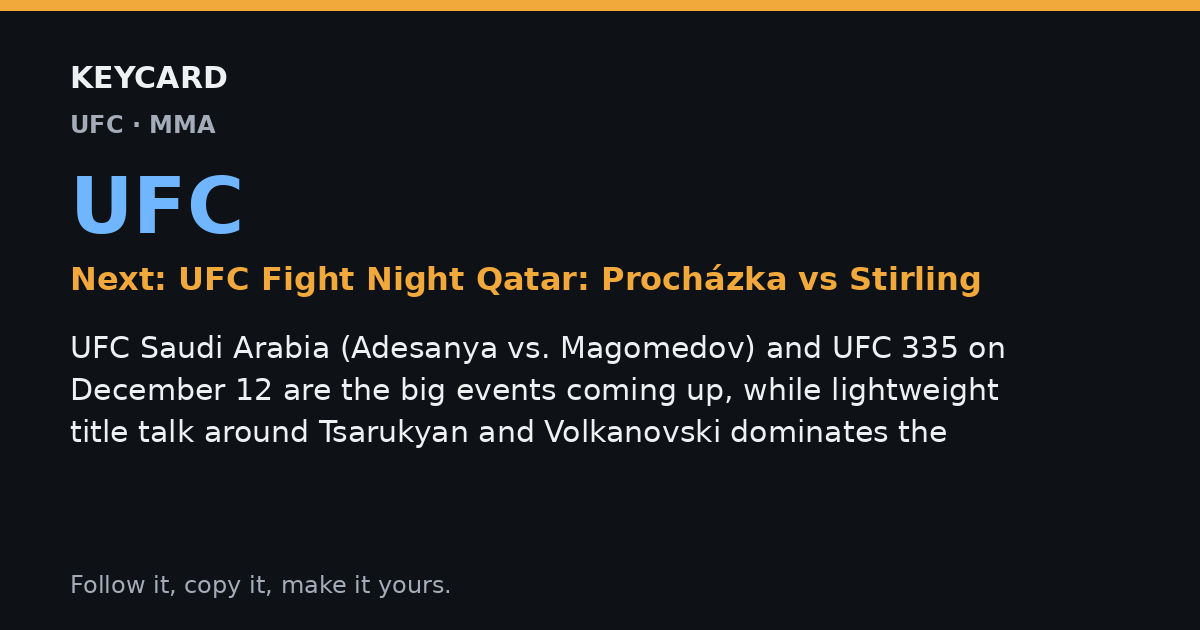 KEYCARD
UFC · MMA
UFC
Next: UFC Fight Night Qatar: Procházka vs Stirling
UFC Saudi Arabia (Adesanya vs. Magomedov) and UFC 335 on
December 12 are the big events coming up, while lightweight
title talk around Tsarukyan and Volkanovski dominates the
Follow it, copy it, make it yours.